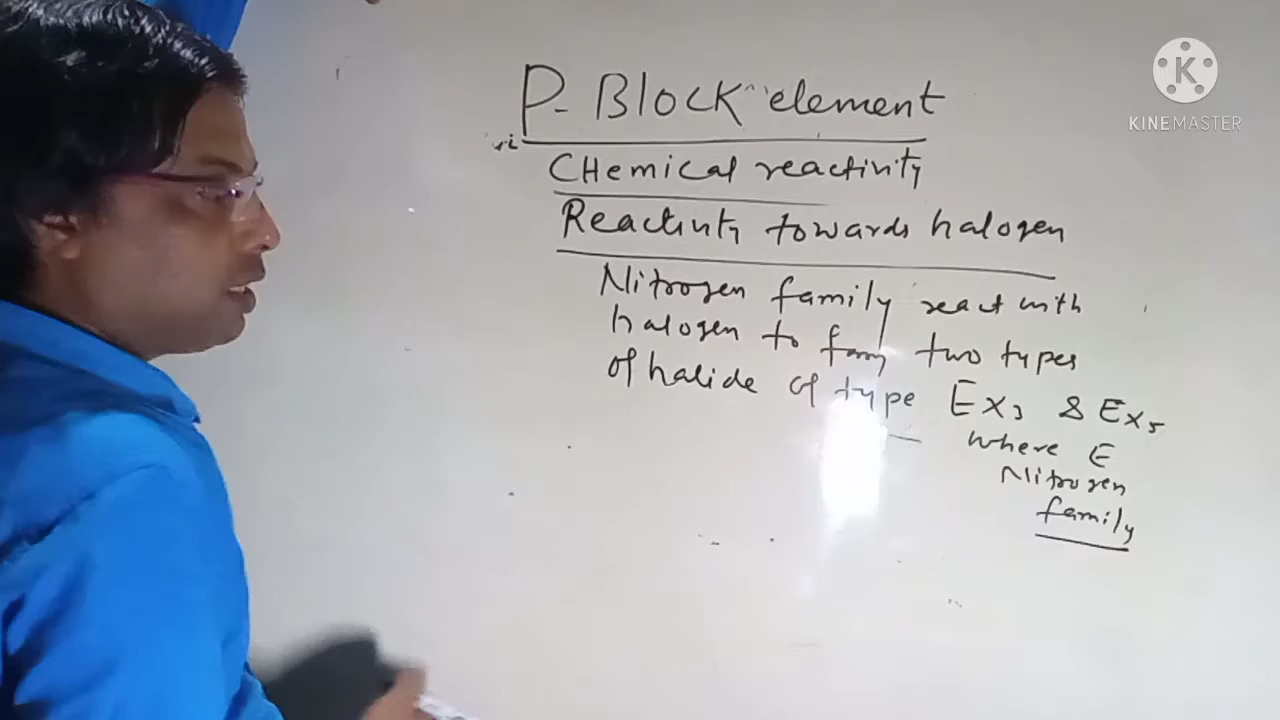 P- Block element
CHemical reactivity
Reactivity towards halogen
Nitrogen family react with
halogen to form two types
of halide of type EX3 & EX5
where E
Nitrogen
family
K
KINEMASTER